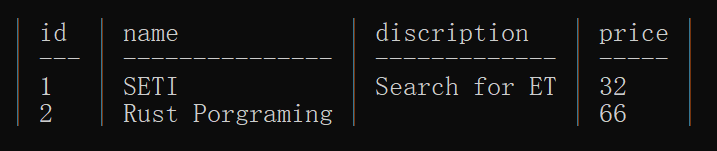 | id | name | discription | price |
| --- | --------------- | ------------- | ----- |
| 1 | SETI | Search for ET | 32 |
| 2 | Rust Porgraming | | 66 |